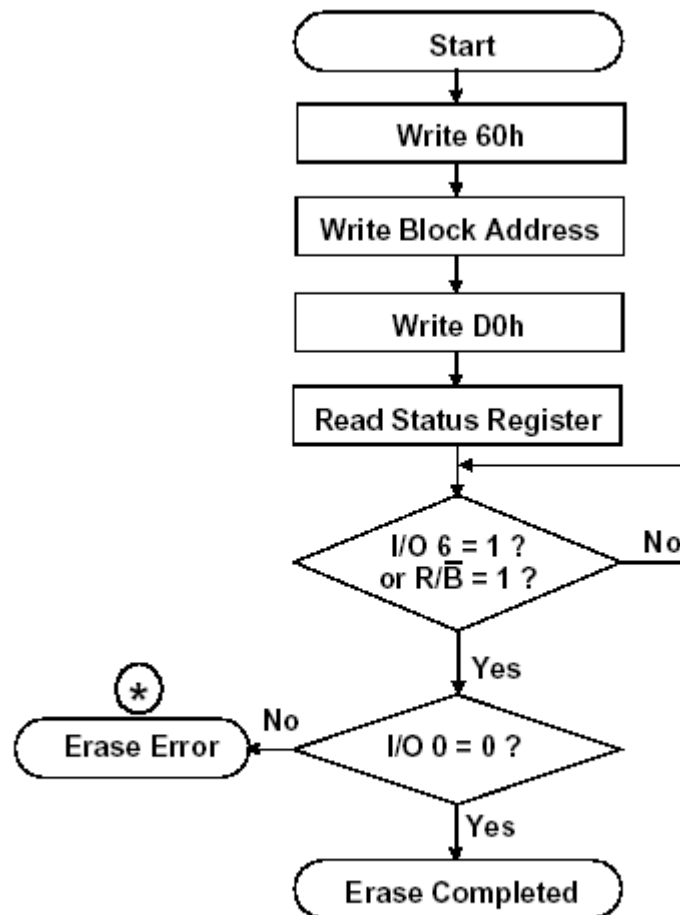 Start
Write 60h
Write Block Address
Write D0h
Read Status Register
I/O 6 = 1 ?
or R/B̅ = 1 ?
No
Yes
*
No
Erase Error
I/O 0 = 0 ?
Yes
Erase Completed